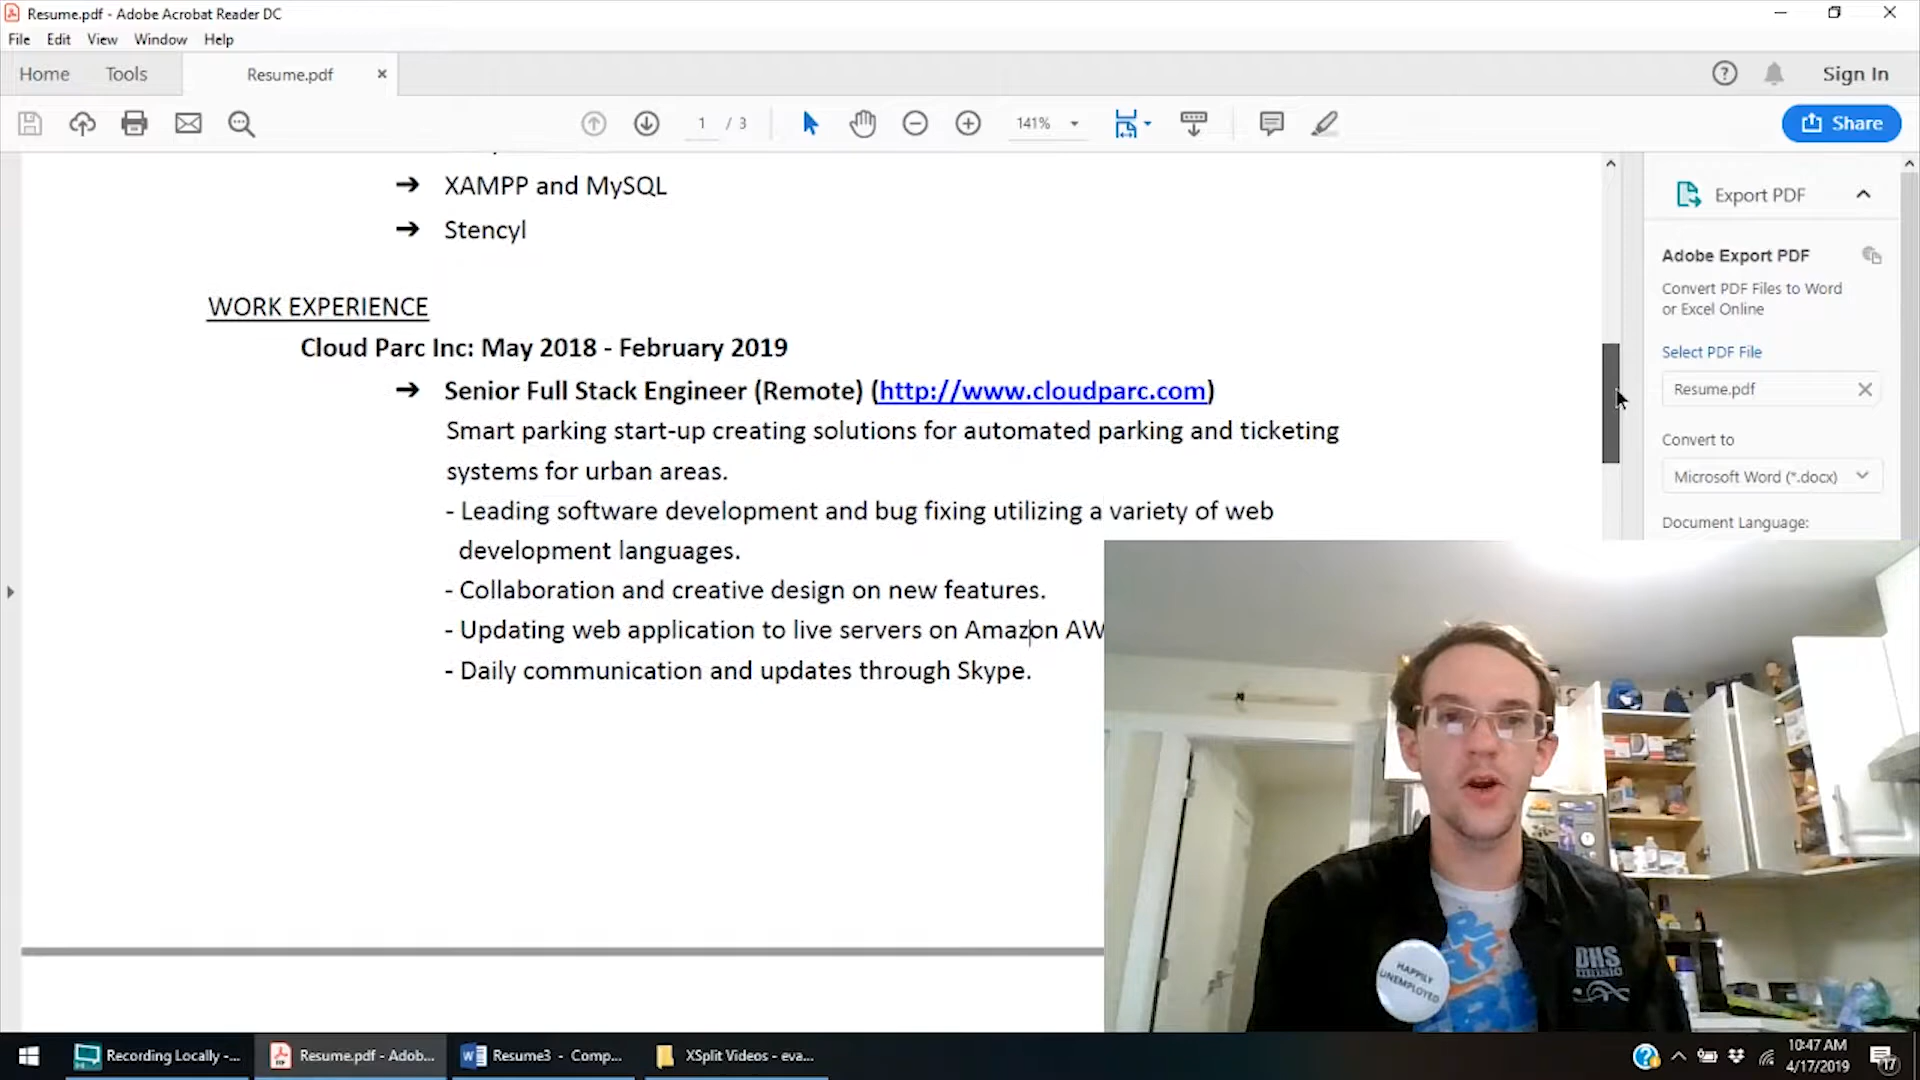 Resume.pdf - Adobe Acrobat Reader DC
File Edit View Window Help
Home Tools Resume.pdf × Sign In
1 / 3 141% Share
➔ XAMPP and MySQL
➔ Stencyl
WORK EXPERIENCE
Cloud Parc Inc: May 2018 - February 2019
➔ Senior Full Stack Engineer (Remote) (http://www.cloudparc.com)
Smart parking start-up creating solutions for automated parking and ticketing
systems for urban areas.
- Leading software development and bug fixing utilizing a variety of web
development languages.
- Collaboration and creative design on new features.
- Updating web application to live servers on Amazon AW
- Daily communication and updates through Skype.
Export PDF
Adobe Export PDF
Convert PDF Files to Word
or Excel Online
Select PDF File
Resume.pdf
Convert to
Microsoft Word (*.docx)
Document Language:
HAPPILY
UNEMPLOYED
DHS
MUSIC
Recording Locally -... Resume.pdf - Adob... Resume3 - Comp... XSplit Videos - eva...
10:47 AM
4/17/2019
17